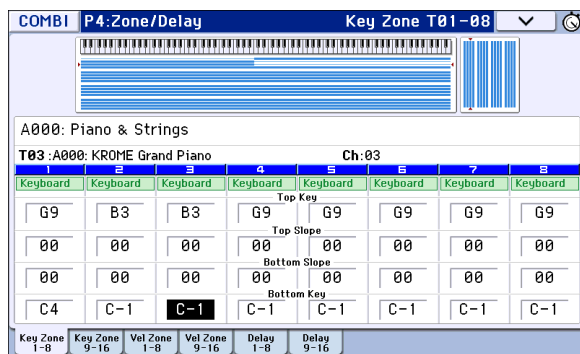 COMBI P4:Zone/Delay Key Zone T01-08
A000: Piano & Strings
T03 :A000: KROME Grand Piano Ch:03
1 2 3 4 5 6 7 8
Keyboard Keyboard Keyboard Keyboard Keyboard Keyboard Keyboard Keyboard
Top Key
G9 B3 B3 G9 G9 G9 G9 G9
Top Slope
00 00 00 00 00 00 00 00
Bottom Slope
00 00 00 00 00 00 00 00
Bottom Key
C4 C-1 C-1 C-1 C-1 C-1 C-1 C-1
Key Zone 1-8 Key Zone 9-16 Vel Zone 1-8 Vel Zone 9-16 Delay 1-8 Delay 9-16